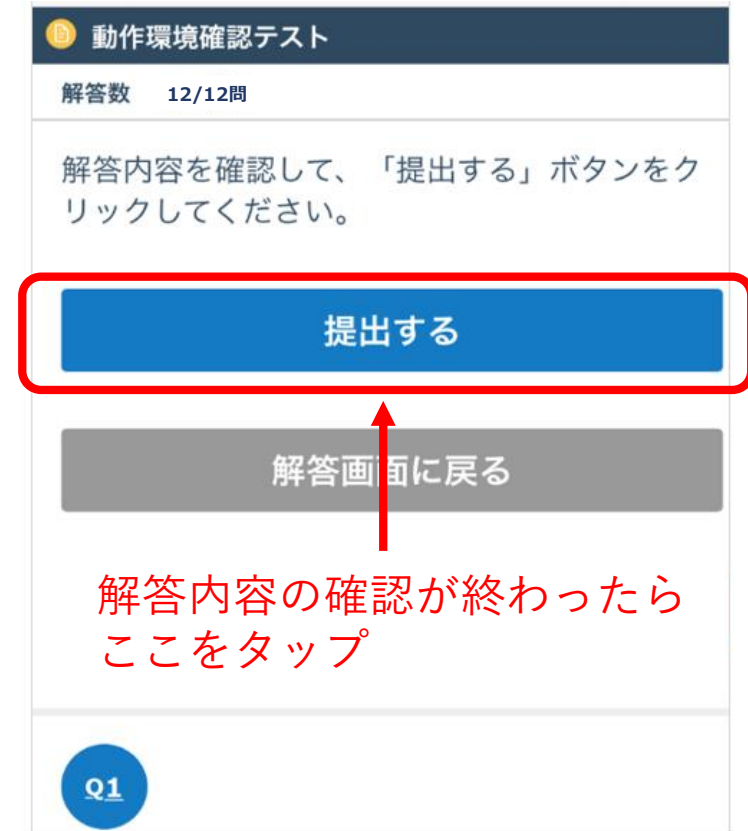 動作環境確認テスト
解答数 12/12問
解答内容を確認して、「提出する」ボタンをク
リックしてください。
提出する
解答画面に戻る
解答内容の確認が終わったら
ここをタップ
Q1